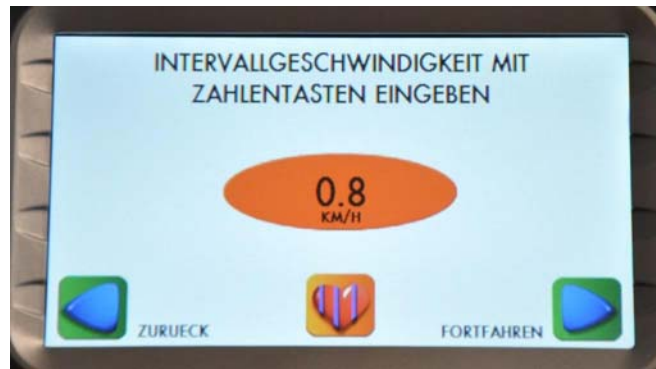 INTERVALLGESCHWINDIGKEIT MIT
ZAHLENTASTEN EINGEBEN
0.8
KM/H
ZURUECK
FORTFAHREN